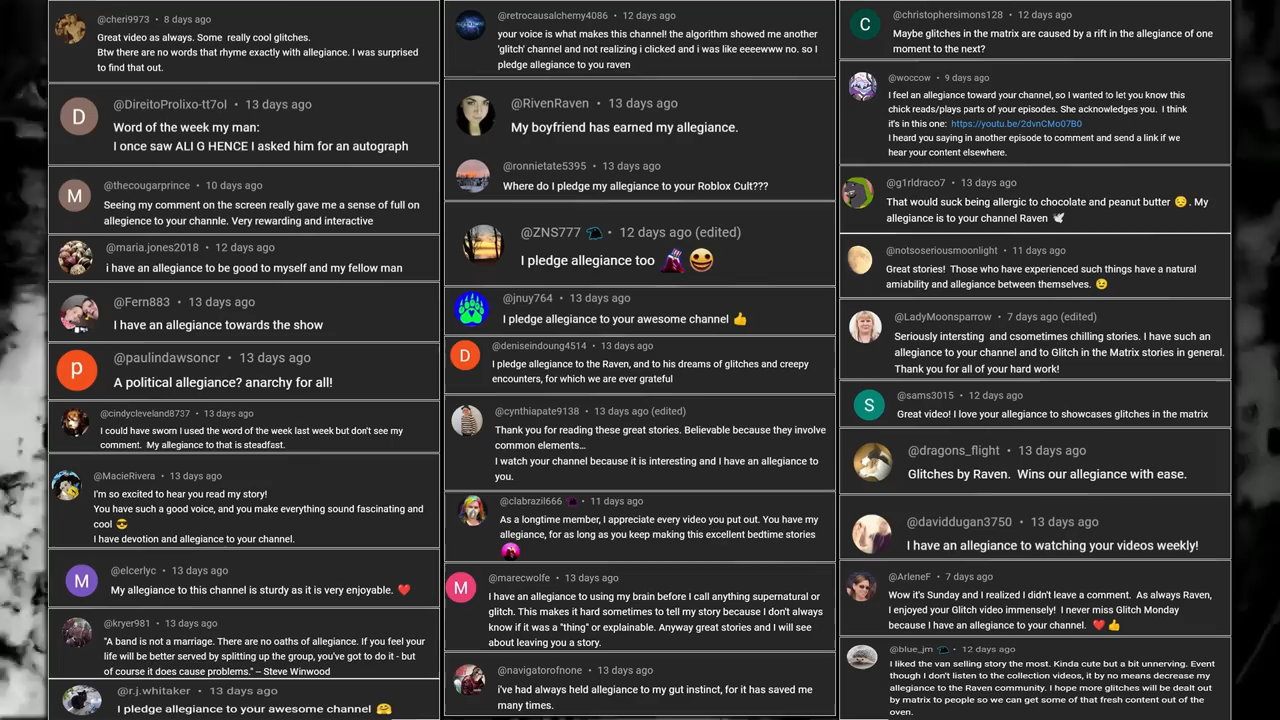 @cheri9973 • 8 days ago
Great video as always. Some really cool glitches.
Btw there are no words that rhyme exactly with allegiance. I was surprised
to find that out.
@DireitoProlixo-tt7ol • 13 days ago
Word of the week my man:
I once saw ALI G HENCE I asked him for an autograph
@thecougarprince • 10 days ago
Seeing my comment on the screen really gave me a sense of full on
allegience to your channle. Very rewarding and interactive
@maria.jones2018 • 12 days ago
i have an allegiance to be good to myself and my fellow man
@Fern883 • 13 days ago
I have an allegiance towards the show
@paulindawsoncr • 13 days ago
A political allegiance? anarchy for all!
@cindycleveland8737 • 13 days ago
I could have sworn I used the word of the week last week but don't see my
comment. My allegiance to that is steadfast.
@MacieRivera • 13 days ago
I'm so excited to hear you read my story!
You have such a good voice, and you make everything sound fascinating and
cool 😎
I have devotion and allegiance to your channel.
@elcerlyc • 13 days ago
My allegiance to this channel is sturdy as it is very enjoyable. ❤️
@kryer981 • 13 days ago
"A band is not a marriage. There are no oaths of allegiance. If you feel your
life will be better served by splitting up the group, you've got to do it - but
of course it does cause problems." – Steve Winwood
@r.j.whitaker • 13 days ago
I pledge allegiance to your awesome channel 🤗
@retrocausalchemy4086 • 12 days ago
your voice is what makes this channel! the algorithm showed me another
'glitch' channel and not realizing i clicked and i was like eeeewww no. so I
pledge allegiance to you raven
@RivenRaven • 13 days ago
My boyfriend has earned my allegiance.
@ronnietate5395 • 13 days ago
Where do I pledge my allegiance to your Roblox Cult???
@ZNS777 • 12 days ago (edited)
I pledge allegiance too
@jnuy764 • 13 days ago
I pledge allegiance to your awesome channel 👍
@deniseindoung4514 • 13 days ago
I pledge allegiance to the Raven, and to his dreams of glitches and creepy
encounters, for which we are ever grateful
@cynthiapate9138 • 13 days ago (edited)
Thank you for reading these great stories. Believable because they involve
common elements...
I watch your channel because it is interesting and I have an allegiance to
you.
@clabrazil666 • 11 days ago
As a longtime member, I appreciate every video you put out. You have my
allegiance, for as long as you keep making this excellent bedtime stories
M
@marecwolfe • 13 days ago
I have an allegiance to using my brain before I call anything supernatural or
glitch. This makes it hard sometimes to tell my story because I don't always
know if it was a "thing" or explainable. Anyway great stories and I will see
about leaving you a story.
@navigatorofnone • 13 days ago
i've had always held allegiance to my gut instinct, for it has saved me
many times.
@christophersimons128 • 12 days ago
Maybe glitches in the matrix are caused by a rift in the allegiance of one
moment to the next?
@woccow • 9 days ago
I feel an allegiance toward your channel, so I wanted to let you know this
chick reads/plays parts of your episodes. She acknowledges you. I think
it's in this one: https://youtu.be/2dvnCMo07B0
I heard you saying in another episode to comment and send a link if we
hear your content elsewhere.
@g1rldraco7 • 13 days ago
That would suck being allergic to chocolate and peanut butter 😔. My
allegiance is to your channel Raven 🕊
@notsoseriousmoonlight • 11 days ago
Great stories! Those who have experienced such things have a natural
amiability and allegiance between themselves. 😉
@LadyMoonsparrow • 7 days ago (edited)
Seriously intersting and csometimes chilling stories. I have such an
allegiance to your channel and to Glitch in the Matrix stories in general.
Thank you for all of your hard work!
@sams3015 • 12 days ago
Great video! I love your allegiance to showcases glitches in the matrix
@dragons_flight • 13 days ago
Glitches by Raven. Wins our allegiance with ease.
@daviddugan3750 • 13 days ago
I have an allegiance to watching your videos weekly!
@ArleneF • 7 days ago
Wow it's Sunday and I realized I didn't leave a comment. As always Raven,
I enjoyed your Glitch video immensely! I never miss Glitch Monday
because I have an allegiance to your channel. ❤️👍
@blue_jm • 12 days ago
I liked the van selling story the most. Kinda cute but a bit unnerving. Event
though I don't listen to the collection videos, it by no means decrease my
allegiance to the Raven community. I hope more glitches will be dealt out
by matrix to people so we can get some of that fresh content out of the
oven.